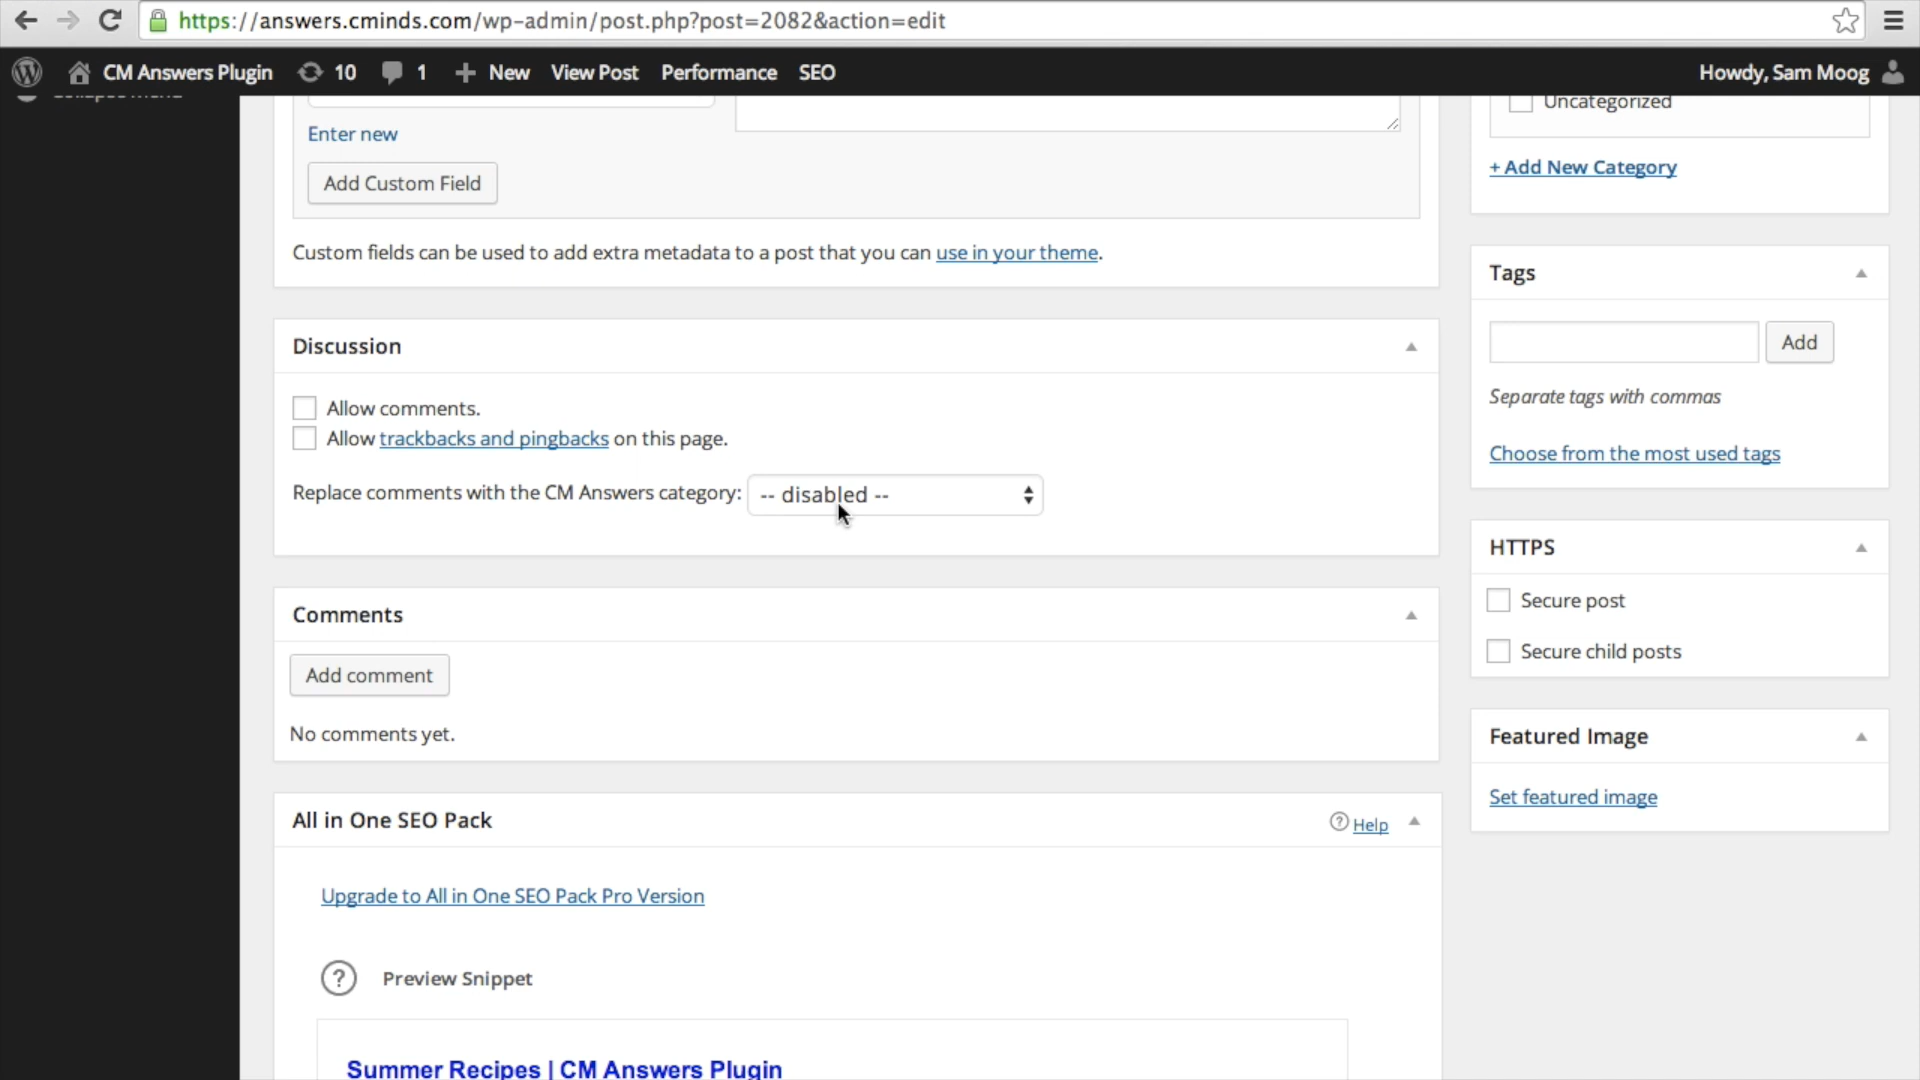 https://answers.cminds.com/wp-admin/post.php?post=2082&action=edit
CM Answers Plugin 10 1 New View Post Performance SEO Howdy, Sam Moog
Uncategorized
Enter new
+ Add New Category
Add Custom Field
Custom fields can be used to add extra metadata to a post that you can use in your theme.
Tags
Add
Separate tags with commas
Choose from the most used tags
Discussion
Allow comments.
Allow trackbacks and pingbacks on this page.
Replace comments with the CM Answers category: -- disabled --
HTTPS
Secure post
Secure child posts
Comments
Add comment
No comments yet.
Featured Image
Set featured image
All in One SEO Pack
? Help
Upgrade to All in One SEO Pack Pro Version
? Preview Snippet
Summer Recipes | CM Answers Plugin